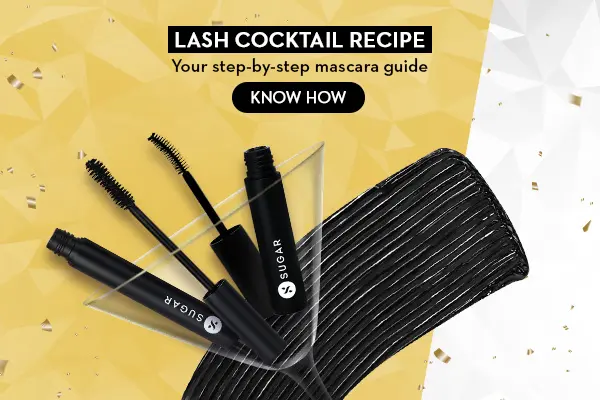 LASH COCKTAIL RECIPE
Your step-by-step mascara guide
KNOW HOW
SUGAR
SUGAR